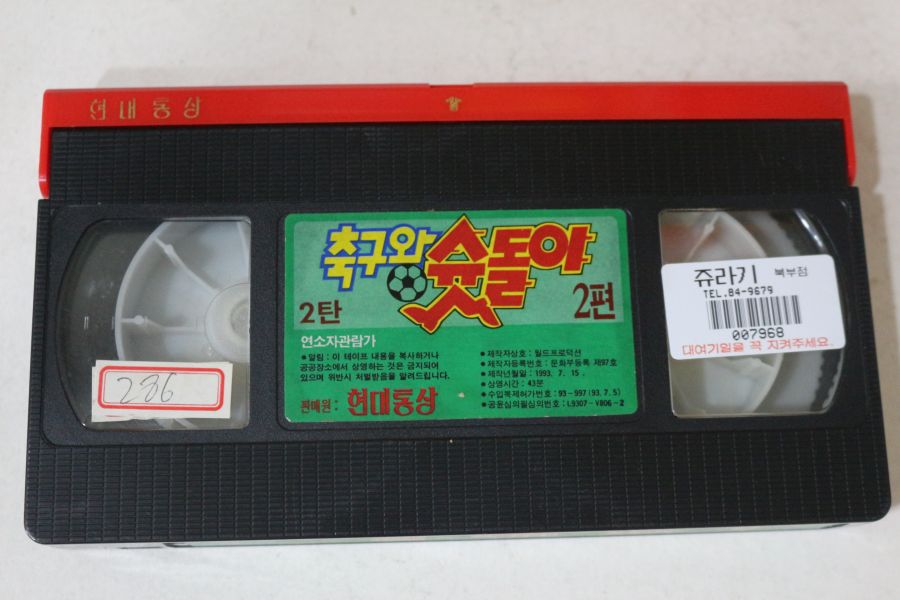 현대통상
축구와 슛돌아
2탄
2편
연소자관람가
•알림 : 이 테이프 내용을 복사하거나
공공장소에서 상영하는 것은 금지되어
있으며 위반시 처벌받음을 알려드립니다.
판매원 : 현대통상
•제작자상호 : 월드프로덕션
•제작자등록번호 : 문화부등록 제97호
•제작년월일 : 1993. 7. 15.
•상영시간 : 43분
•수입복제허가번호 : 93-997 (93. 7. 5)
•공윤심의필심의번호 : L9307-V806-2
286
쥬라기 북부점
TEL.84-9679
007968
대여기일을 꼭 지켜주세요.